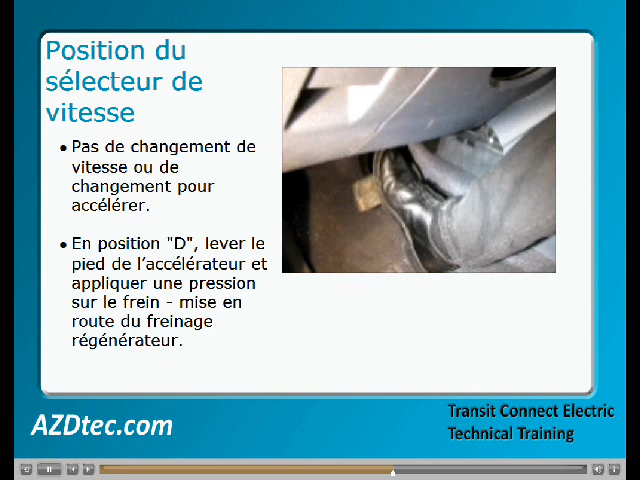 Position du
sélecteur de
vitesse
• Pas de changement de
vitesse ou de
changement pour
accélérer.
• En position "D", lever le
pied de l'accélérateur et
appliquer une pression
sur le frein - mise en
route du freinage
régénérateur.
AZDtec.com
Transit Connect Electric
Technical Training